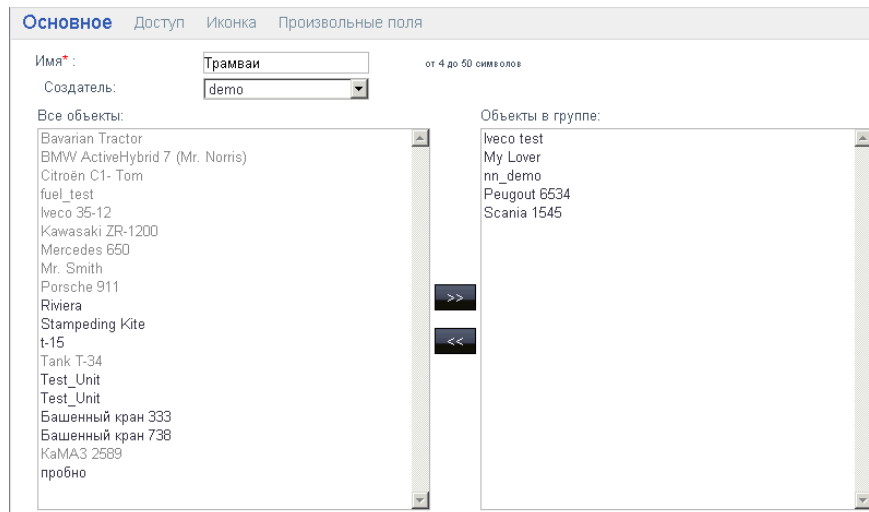 Основное Доступ Иконка Произвольные поля
Имя* : Трамваи от 4 до 50 символов
Создатель: demo
Все объекты:
Bavarian Tractor
BMW ActiveHybrid 7 (Mr. Norris)
Citroën C1- Tom
fuel_test
Iveco 35-12
Kawasaki ZR-1200
Mercedes 650
Mr. Smith
Porsche 911
Riviera
Stampeding Kite
t-15
Tank T-34
Test_Unit
Test_Unit
Башенный кран 333
Башенный кран 738
КаМАЗ 2589
пробно
>>
<<
Объекты в группе:
Iveco test
My Lover
nn_demo
Peugout 6534
Scania 1545